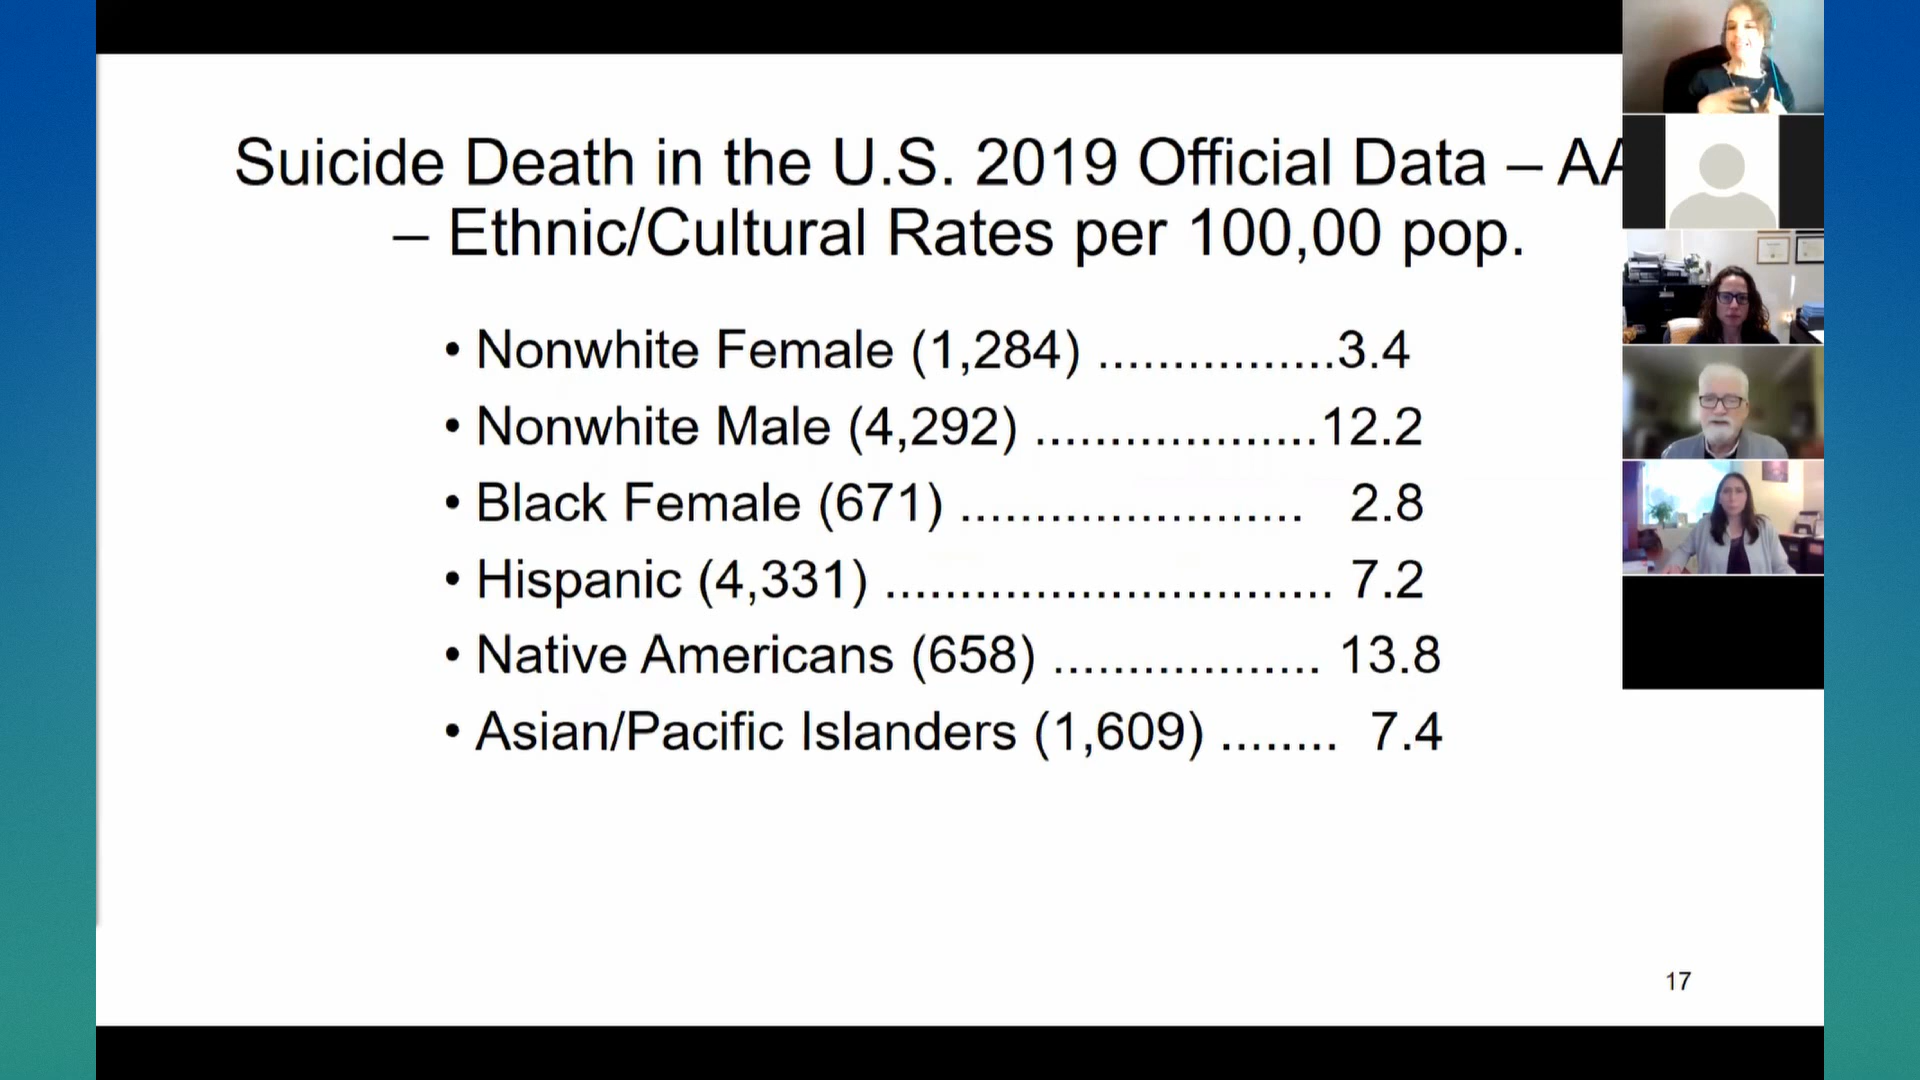 Suicide Death in the U.S. 2019 Official Data –
– Ethnic/Cultural Rates per 100,00 pop.
• Nonwhite Female (1,284) ................3.4
• Nonwhite Male (4,292) ...................12.2
• Black Female (671) ....................... 2.8
• Hispanic (4,331) .............................. 7.2
• Native Americans (658) .................. 13.8
• Asian/Pacific Islanders (1,609) ........ 7.4
17